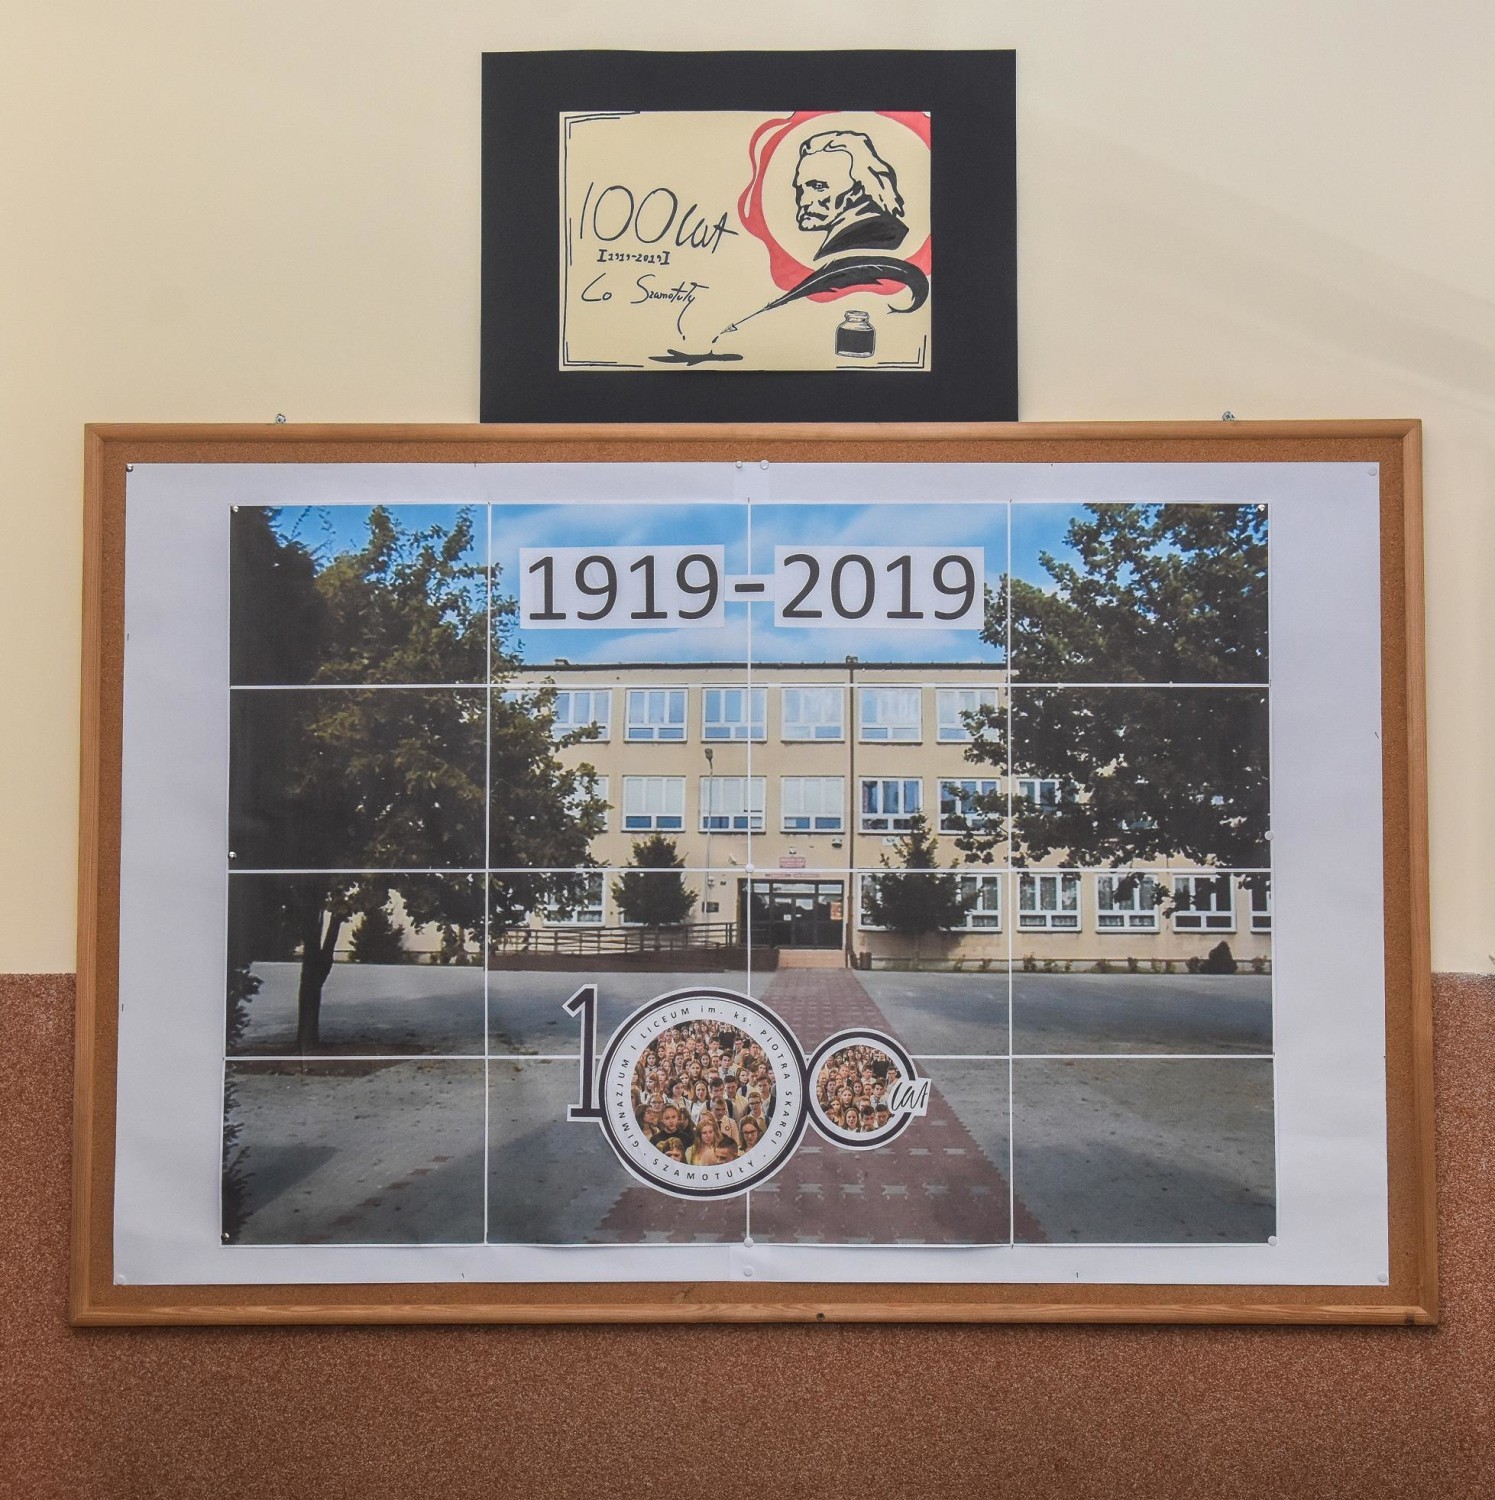 100 Lat
[1919-2019]
Lo Szamotuły
1919-2019
100
GIMNAZJUM I LICEUM im. ks. PIOTRA SKARGI · SZAMOTUŁY ·
Lat